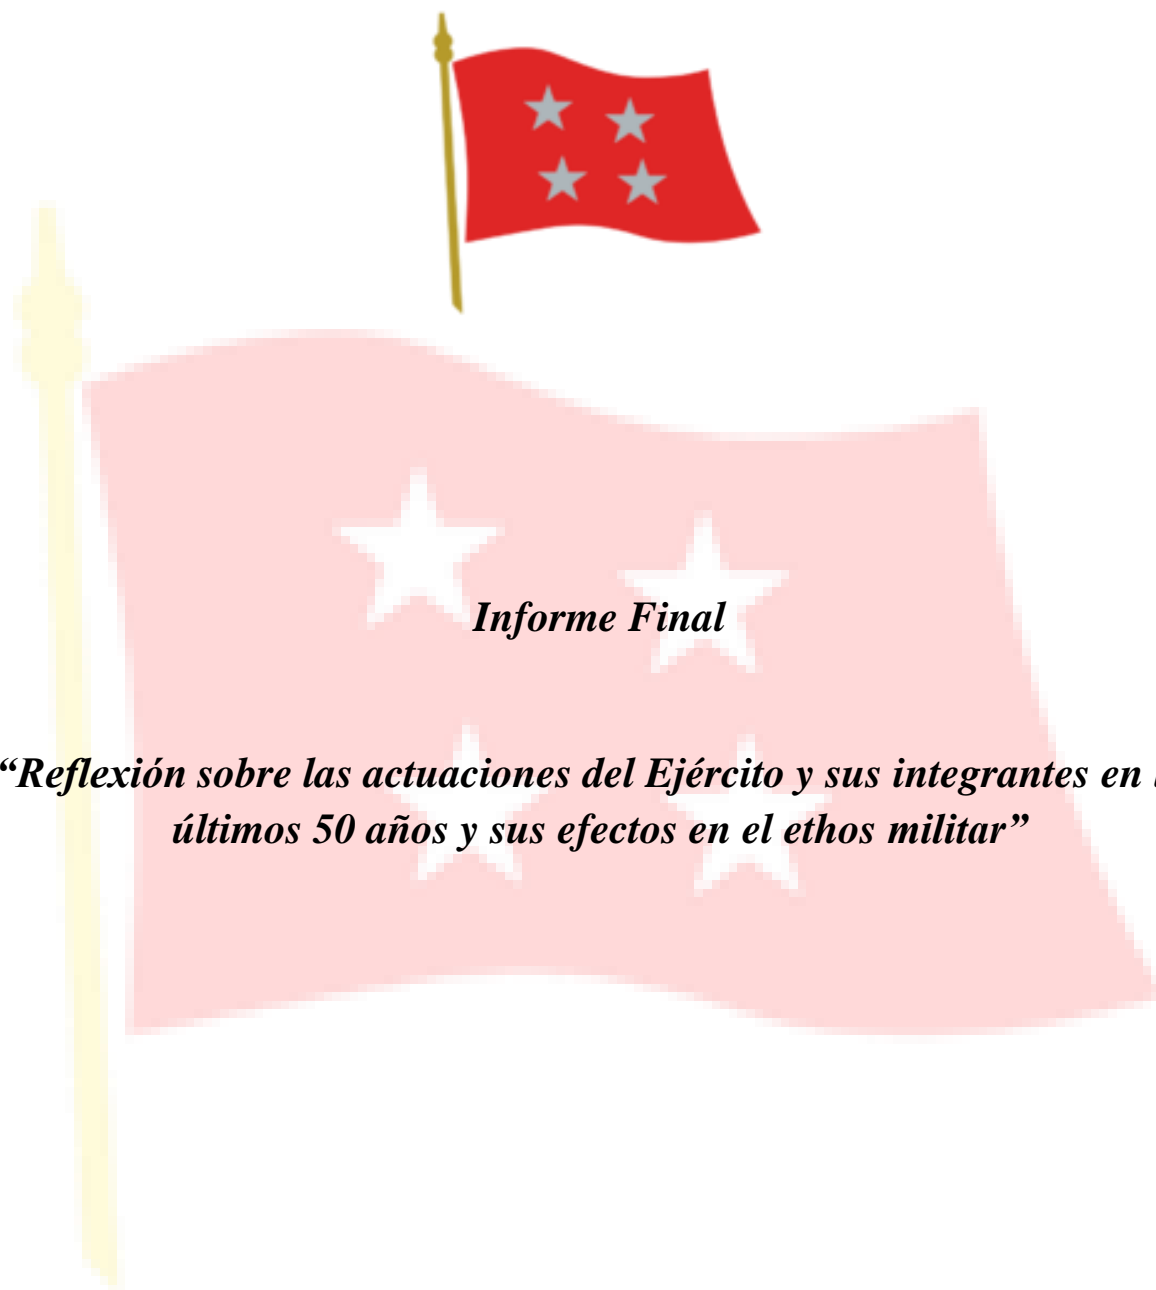 Informe Final
“Reflexión sobre las actuaciones del Ejército y sus integrantes en
últimos 50 años y sus efectos en el ethos militar”